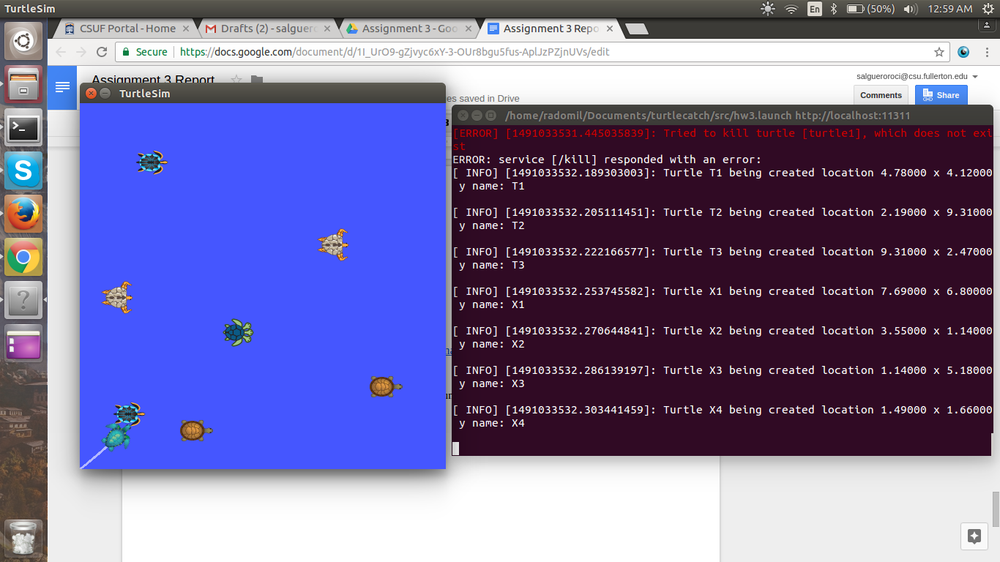 TurtleSim
En
(50%)
12:59 AM
CSUF Portal - Home
Drafts (2) - salguero
Assignment 3 - Goo
Assignment 3 Repo
Secure
https://docs.google.com/document/d/1I_UrO9-gZjvyc6xY-3-OUr8bgu5fus-AplJzPZjnUVs/edit
Assignment 3 Report
salgueroroci@csu.fullerton.edu
es saved in Drive
Comments
Share
TurtleSim
/home/radomil/Documents/turtlecatch/src/hw3.launch http://localhost:11311
[ERROR] [1491033531.445035839]: Tried to kill turtle [turtle1], which does not exi
st
ERROR: service [/kill] responded with an error:
[ INFO] [1491033532.189303003]: Turtle T1 being created location 4.78000 x 4.12000
y name: T1
[ INFO] [1491033532.205111451]: Turtle T2 being created location 2.19000 x 9.31000
y name: T2
[ INFO] [1491033532.222166577]: Turtle T3 being created location 9.31000 x 2.47000
y name: T3
[ INFO] [1491033532.253745582]: Turtle X1 being created location 7.69000 x 6.80000
y name: X1
[ INFO] [1491033532.270644841]: Turtle X2 being created location 3.55000 x 1.14000
y name: X2
[ INFO] [1491033532.286139197]: Turtle X3 being created location 1.14000 x 5.18000
y name: X3
[ INFO] [1491033532.303441459]: Turtle X4 being created location 1.49000 x 1.66000
y name: X4